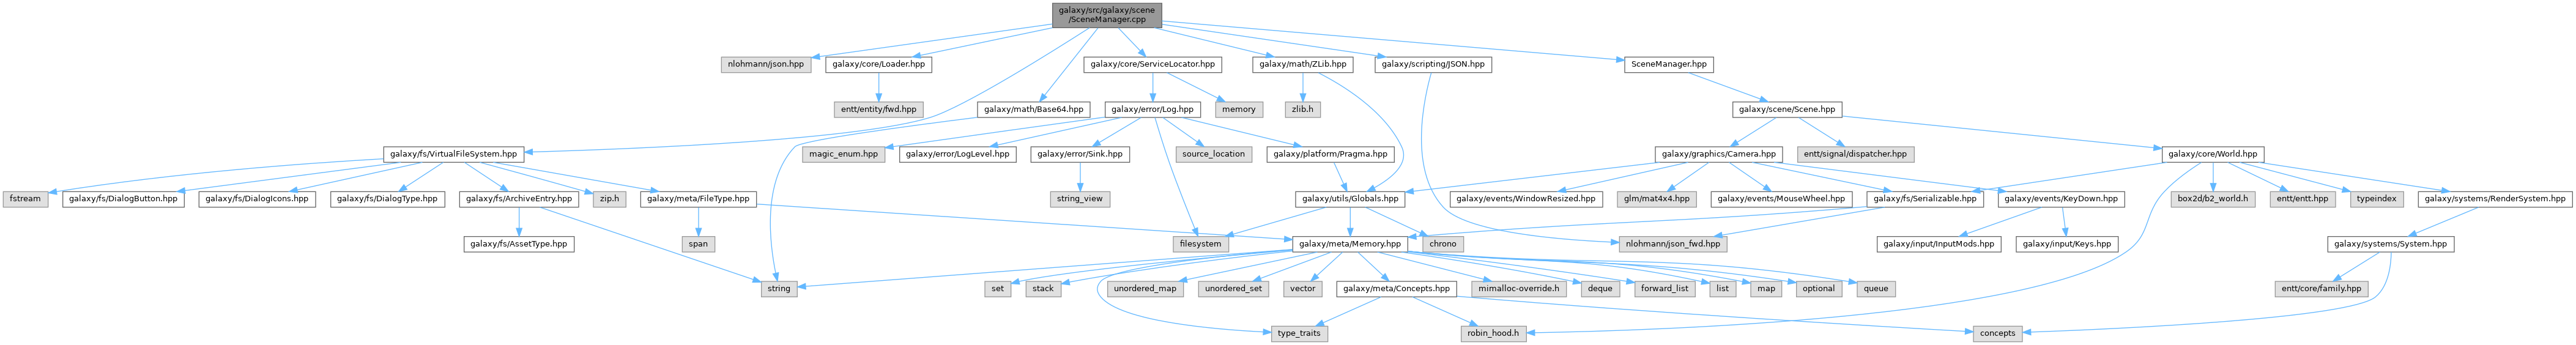 galaxy/src/galaxy/scene
/SceneManager.cpp
nlohmann/json.hpp
galaxy/core/Loader.hpp
galaxy/core/ServiceLocator.hpp
galaxy/math/ZLib.hpp
galaxy/scripting/JSON.hpp
SceneManager.hpp
entt/entity/fwd.hpp
galaxy/math/Base64.hpp
galaxy/error/Log.hpp
memory
zlib.h
galaxy/scene/Scene.hpp
galaxy/fs/VirtualFileSystem.hpp
magic_enum.hpp
galaxy/error/LogLevel.hpp
galaxy/error/Sink.hpp
source_location
galaxy/platform/Pragma.hpp
galaxy/graphics/Camera.hpp
entt/signal/dispatcher.hpp
galaxy/core/World.hpp
fstream
galaxy/fs/DialogButton.hpp
galaxy/fs/DialogIcons.hpp
galaxy/fs/DialogType.hpp
galaxy/fs/ArchiveEntry.hpp
zip.h
galaxy/meta/FileType.hpp
string_view
galaxy/utils/Globals.hpp
galaxy/events/WindowResized.hpp
glm/mat4x4.hpp
galaxy/events/MouseWheel.hpp
galaxy/fs/Serializable.hpp
galaxy/events/KeyDown.hpp
box2d/b2_world.h
entt/entt.hpp
typeindex
galaxy/systems/RenderSystem.hpp
galaxy/fs/AssetType.hpp
span
filesystem
galaxy/meta/Memory.hpp
chrono
nlohmann/json_fwd.hpp
galaxy/input/InputMods.hpp
galaxy/input/Keys.hpp
galaxy/systems/System.hpp
string
set
stack
unordered_map
unordered_set
vector
galaxy/meta/Concepts.hpp
mimalloc-override.h
deque
forward_list
list
map
optional
queue
entt/core/family.hpp
type_traits
robin_hood.h
concepts